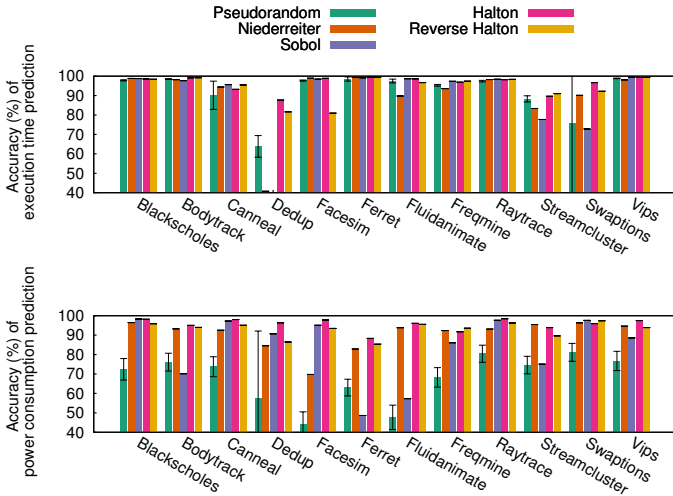 Pseudorandom
Niederreiter
Sobol
Halton
Reverse Halton
Accuracy (%) of
execution time prediction
100
90
80
70
60
50
40
Blackscholes
Bodytrack
Canneal
Dedup
Facesim
Ferret
Fluidanimate
Freqmine
Raytrace
Streamcluster
Swaptions
Vips
Accuracy (%) of
power consumption prediction
100
90
80
70
60
50
40
Blackscholes
Bodytrack
Canneal
Dedup
Facesim
Ferret
Fluidanimate
Freqmine
Raytrace
Streamcluster
Swaptions
Vips